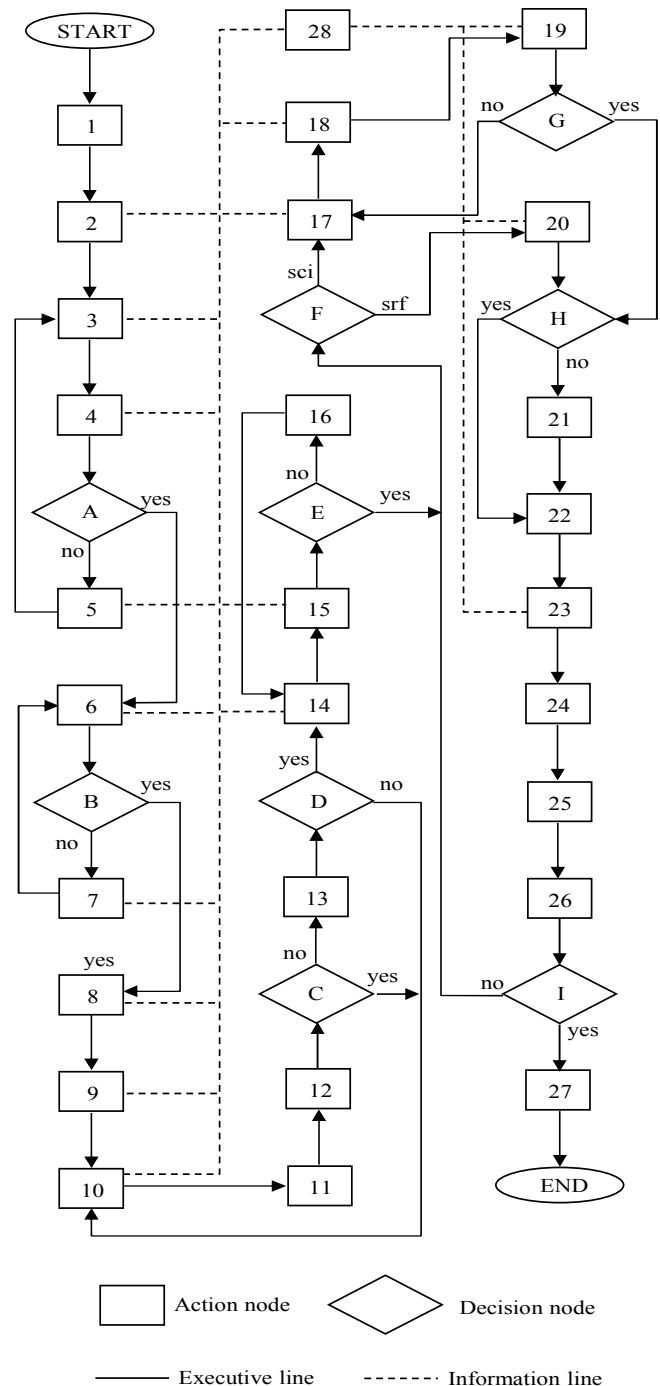 START
1
2
3
4
A
yes
no
5
6
B
yes
no
7
yes
8
9
10
28
18
17
sci
F
srf
16
no
E
yes
15
14
yes
D
no
13
no
C
yes
12
11
19
no
G
yes
20
yes
H
no
21
22
23
24
25
26
no
I
yes
27
END
Action node
Decision node
Executive line
Information line